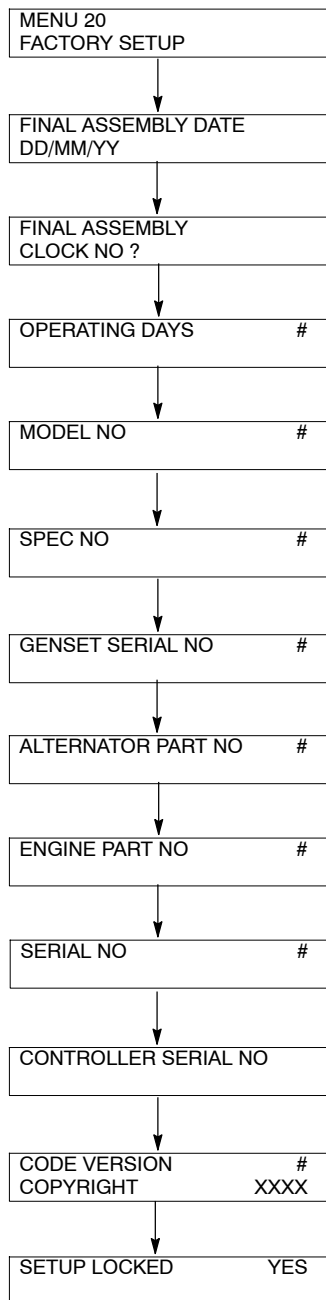 MENU 20
FACTORY SETUP
FINAL ASSEMBLY DATE
DD/MM/YY
FINAL ASSEMBLY
CLOCK NO ?
OPERATING DAYS #
MODEL NO #
SPEC NO #
GENSET SERIAL NO #
ALTERNATOR PART NO #
ENGINE PART NO #
SERIAL NO #
CONTROLLER SERIAL NO
CODE VERSION #
COPYRIGHT XXXX
SETUP LOCKED YES